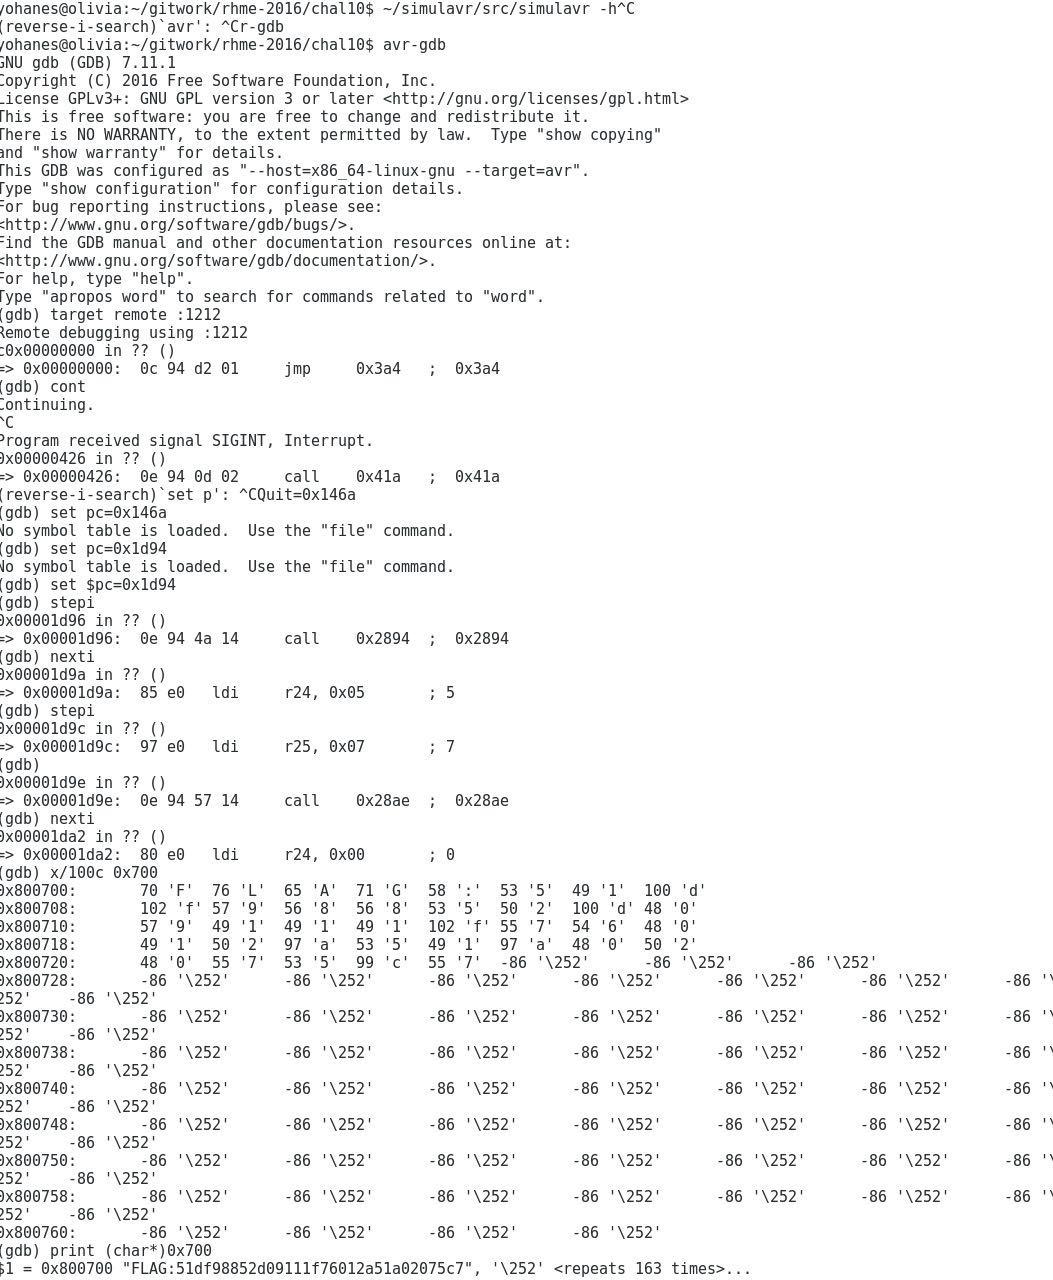 yohanes@olivia:~/gitwork/rhme-2016/chal10$ ~/simulavr/src/simulavr -h^C
(reverse-i-search)`avr': ^Cr-gdb
yohanes@olivia:~/gitwork/rhme-2016/chal10$ avr-gdb
GNU gdb (GDB) 7.11.1
Copyright (C) 2016 Free Software Foundation, Inc.
License GPLv3+: GNU GPL version 3 or later <http://gnu.org/licenses/gpl.html>
This is free software: you are free to change and redistribute it.
There is NO WARRANTY, to the extent permitted by law.  Type "show copying"
and "show warranty" for details.
This GDB was configured as "--host=x86_64-linux-gnu --target=avr".
Type "show configuration" for configuration details.
For bug reporting instructions, please see:
<http://www.gnu.org/software/gdb/bugs/>.
Find the GDB manual and other documentation resources online at:
<http://www.gnu.org/software/gdb/documentation/>.
For help, type "help".
Type "apropos word" to search for commands related to "word".
(gdb) target remote :1212
Remote debugging using :1212
c0x00000000 in ?? ()
=> 0x00000000:  0c 94 d2 01     jmp     0x3a4   ;  0x3a4
(gdb) cont
Continuing.
^C
Program received signal SIGINT, Interrupt.
0x00000426 in ?? ()
=> 0x00000426:  0e 94 0d 02     call    0x41a   ;  0x41a
(reverse-i-search)`set p': ^CQuit=0x146a
(gdb) set pc=0x146a
No symbol table is loaded.  Use the "file" command.
(gdb) set pc=0x1d94
No symbol table is loaded.  Use the "file" command.
(gdb) set $pc=0x1d94
(gdb) stepi
0x00001d96 in ?? ()
=> 0x00001d96:  0e 94 4a 14     call    0x2894  ;  0x2894
(gdb) nexti
0x00001d9a in ?? ()
=> 0x00001d9a:  85 e0   ldi     r24, 0x05       ; 5
(gdb) stepi
0x00001d9c in ?? ()
=> 0x00001d9c:  97 e0   ldi     r25, 0x07       ; 7
(gdb)
0x00001d9e in ?? ()
=> 0x00001d9e:  0e 94 57 14     call    0x28ae  ;  0x28ae
(gdb) nexti
0x00001da2 in ?? ()
=> 0x00001da2:  80 e0   ldi     r24, 0x00       ; 0
(gdb) x/100c 0x700
0x800700:       70 'F'  76 'L'  65 'A'  71 'G'  58 ':'  53 '5'  49 '1'  100 'd'
0x800708:       102 'f' 57 '9'  56 '8'  56 '8'  53 '5'  50 '2'  100 'd' 48 '0'
0x800710:       57 '9'  49 '1'  49 '1'  49 '1'  102 'f' 55 '7'  54 '6'  48 '0'
0x800718:       49 '1'  50 '2'  97 'a'  53 '5'  49 '1'  97 'a'  48 '0'  50 '2'
0x800720:       48 '0'  55 '7'  53 '5'  99 'c'  55 '7'  -86 '\252'      -86 '\252'      -86 '\252'
0x800728:       -86 '\252'      -86 '\252'      -86 '\252'      -86 '\252'      -86 '\252'      -86 '\252'      -86 '\
252'    -86 '\252'
0x800730:       -86 '\252'      -86 '\252'      -86 '\252'      -86 '\252'      -86 '\252'      -86 '\252'      -86 '\
252'    -86 '\252'
0x800738:       -86 '\252'      -86 '\252'      -86 '\252'      -86 '\252'      -86 '\252'      -86 '\252'      -86 '\
252'    -86 '\252'
0x800740:       -86 '\252'      -86 '\252'      -86 '\252'      -86 '\252'      -86 '\252'      -86 '\252'      -86 '\
252'    -86 '\252'
0x800748:       -86 '\252'      -86 '\252'      -86 '\252'      -86 '\252'      -86 '\252'      -86 '\252'      -86 '\
252'    -86 '\252'
0x800750:       -86 '\252'      -86 '\252'      -86 '\252'      -86 '\252'      -86 '\252'      -86 '\252'      -86 '\
252'    -86 '\252'
0x800758:       -86 '\252'      -86 '\252'      -86 '\252'      -86 '\252'      -86 '\252'      -86 '\252'      -86 '\
252'    -86 '\252'
0x800760:       -86 '\252'      -86 '\252'      -86 '\252'      -86 '\252'
(gdb) print (char*)0x700
$1 = 0x800700 "FLAG:51df98852d09111f76012a51a02075c7", '\252' <repeats 163 times>...